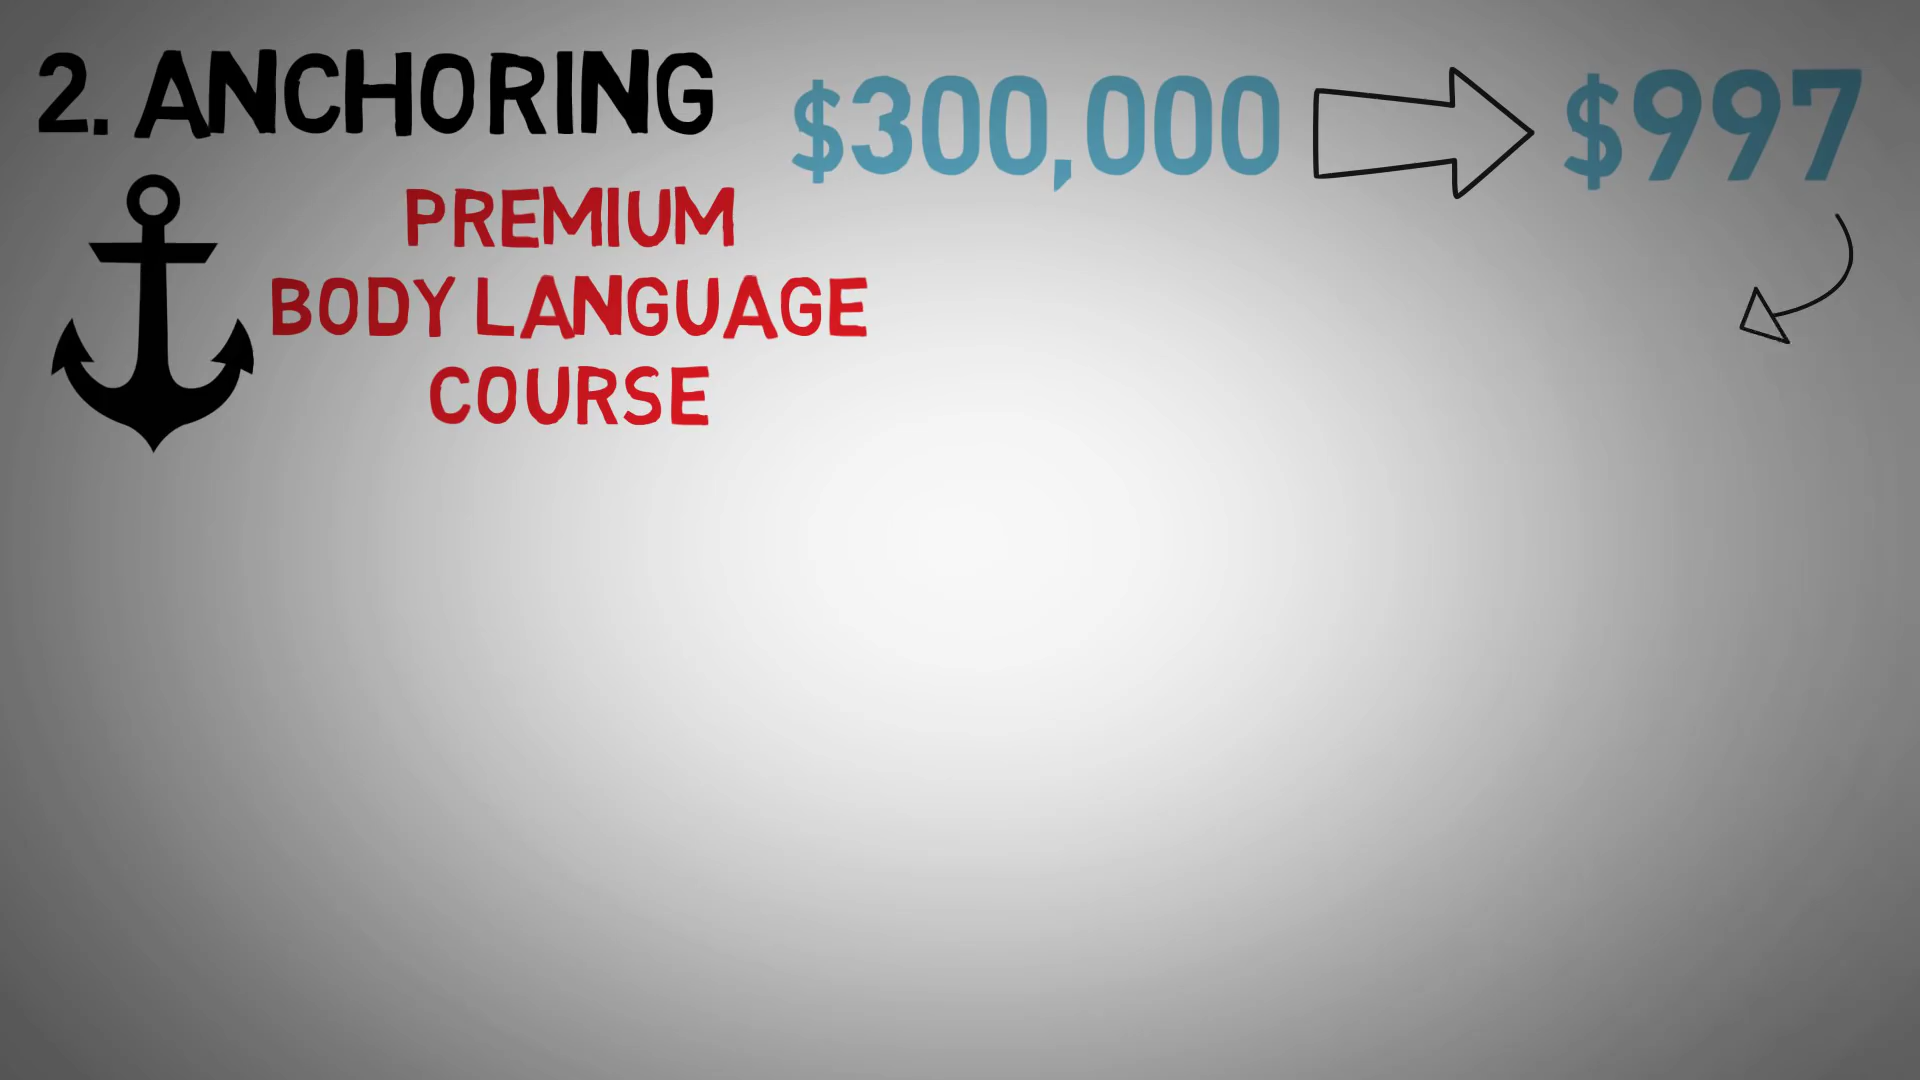 2. ANCHORING
$300,000
$997
PREMIUM
BODY LANGUAGE
COURSE